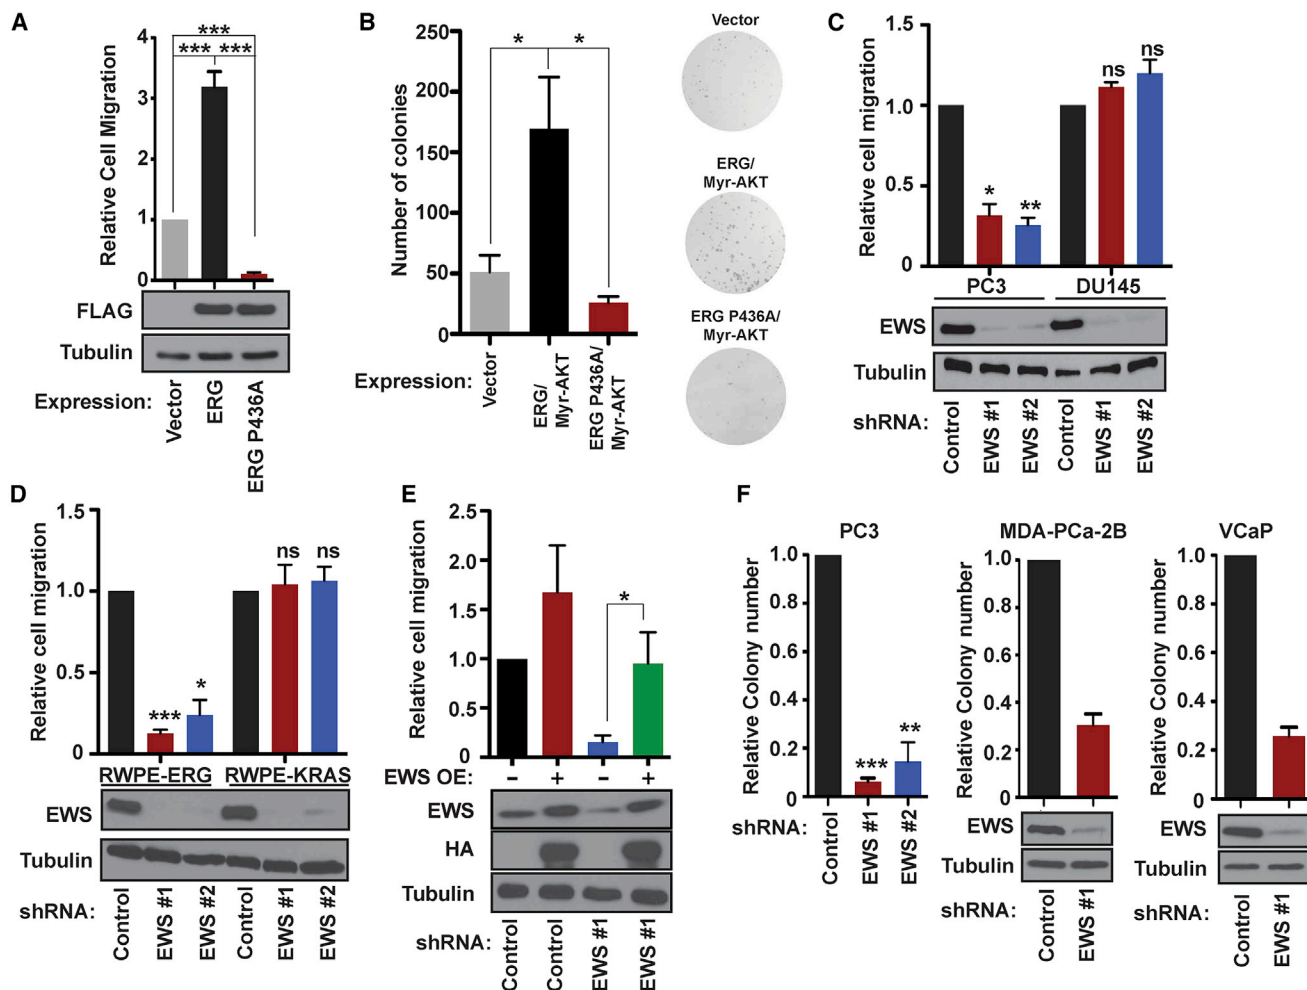 A
Relative Cell Migration
4
3
2
1
0
***
*** ***
FLAG
Tubulin
Expression:
Vector
ERG
ERG P436A
B
Number of colonies
250
200
150
100
50
0
* *
Expression:
Vector
ERG/
Myr-AKT
ERG P436A/
Myr-AKT
Vector
ERG/
Myr-AKT
ERG P436A/
Myr-AKT
C
Relative cell migration
1.5
1.0
0.5
0
* ** ns ns
PC3 DU145
EWS
Tubulin
shRNA:
Control
EWS #1
EWS #2
Control
EWS #1
EWS #2
D
Relative cell migration
1.5
1.0
0.5
0
*** * ns ns
RWPE-ERG RWPE-KRAS
EWS
Tubulin
shRNA:
Control
EWS #1
EWS #2
Control
EWS #1
EWS #2
E
Relative cell migration
2.5
2.0
1.5
1.0
0.5
0
*
EWS OE: – + – +
EWS
HA
Tubulin
shRNA:
Control
Control
EWS #1
EWS #1
F
PC3
Relative Colony number
1.0
0.8
0.6
0.4
0.2
0
*** **
shRNA:
Control
EWS #1
EWS #2
MDA-PCa-2B
Relative Colony number
1.0
0.8
0.6
0.4
0.2
0
EWS
Tubulin
shRNA:
Control
EWS #1
VCaP
Relative Colony number
1.0
0.8
0.6
0.4
0.2
0
EWS
Tubulin
shRNA:
Control
EWS #1